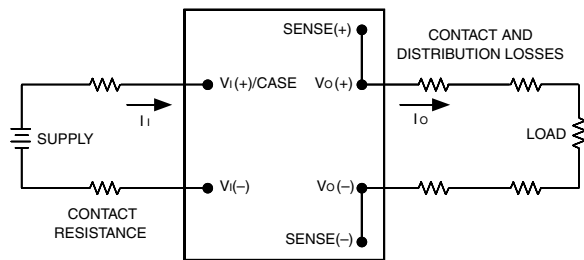 SENSE(+)
CONTACT AND
DISTRIBUTION LOSSES
VI(+)/CASE
VO(+)
II
IO
SUPPLY
LOAD
VI(–)
VO(–)
CONTACT
RESISTANCE
SENSE(–)